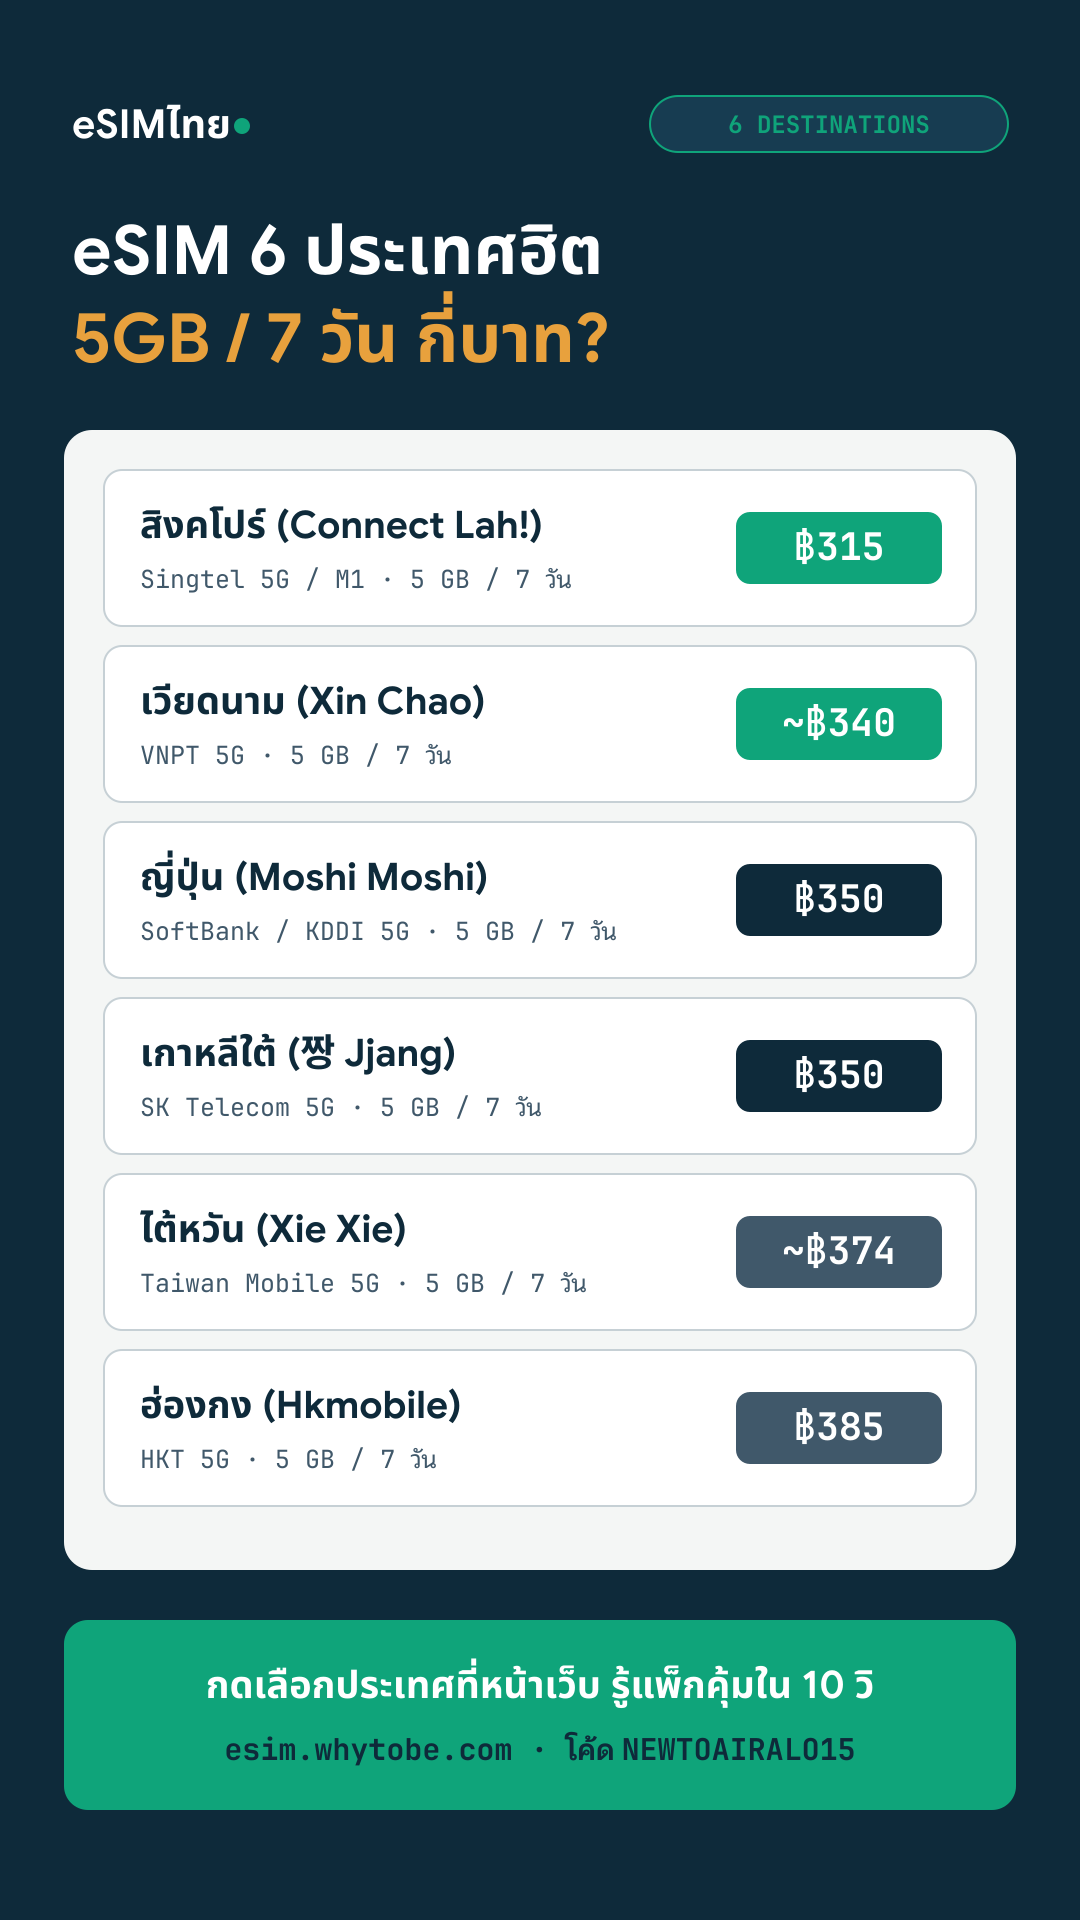 eSIMไทย
6 DESTINATIONS
eSIM 6 ประเทศฮิต
5GB / 7 วัน กี่บาท?
สิงคโปร์ (Connect Lah!)
Singtel 5G / M1 · 5 GB / 7 วัน
฿315
เวียดนาม (Xin Chao)
VNPT 5G · 5 GB / 7 วัน
~฿340
ญี่ปุ่น (Moshi Moshi)
SoftBank / KDDI 5G · 5 GB / 7 วัน
฿350
เกาหลีใต้ (짱 Jjang)
SK Telecom 5G · 5 GB / 7 วัน
฿350
ไต้หวัน (Xie Xie)
Taiwan Mobile 5G · 5 GB / 7 วัน
~฿374
ฮ่องกง (Hkmobile)
HKT 5G · 5 GB / 7 วัน
฿385
กดเลือกประเทศที่หน้าเว็บ รู้แพ็กคุ้มใน 10 วิ
esim.whytobe.com · โค้ด NEWTOAIRALO15